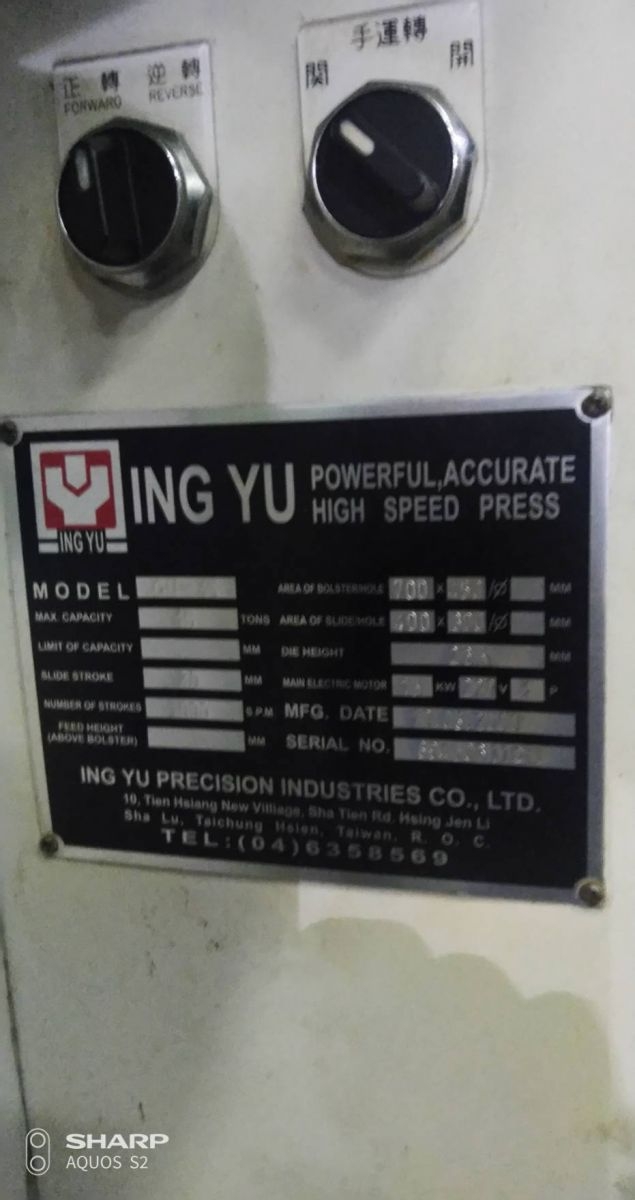 正轉 逆轉
FORWARD REVERSE
手運轉
関 開
ING YU
ING YU POWERFUL,ACCURATE
HIGH SPEED PRESS
MODEL
MAX. CAPACITY TONS
LIMIT OF CAPACITY MM
SLIDE STROKE MM
NUMBER OF STROKES S.P.M
FEED HEIGHT
(ABOVE BOLSTER) MM
AREA OF BOLSTER/HOLE 700 X /Ø MM
AREA OF SLIDE/HOLE 400 X /Ø MM
DIE HEIGHT MM
MAIN ELECTRIC MOTOR KW V P
MFG. DATE
SERIAL NO.
ING YU PRECISION INDUSTRIES CO., LTD.
10, Tien Hsiang New Villiage, Sha Tien Rd. Hsing Jen Li
Sha Lu, Taichung Hsien, Taiwan, R. O. C.
TEL:(04)6358569
SHARP
AQUOS S2